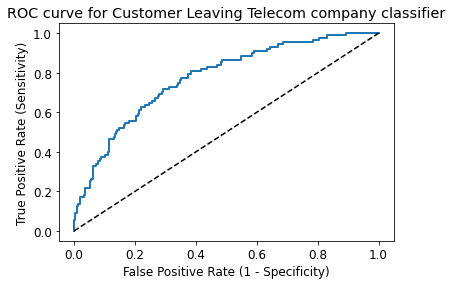 ROC curve for Customer Leaving Telecom company classifier
True Positive Rate (Sensitivity)
1.0
0.8
0.6
0.4
0.2
0.0
0.0 0.2 0.4 0.6 0.8 1.0
False Positive Rate (1 - Specificity)